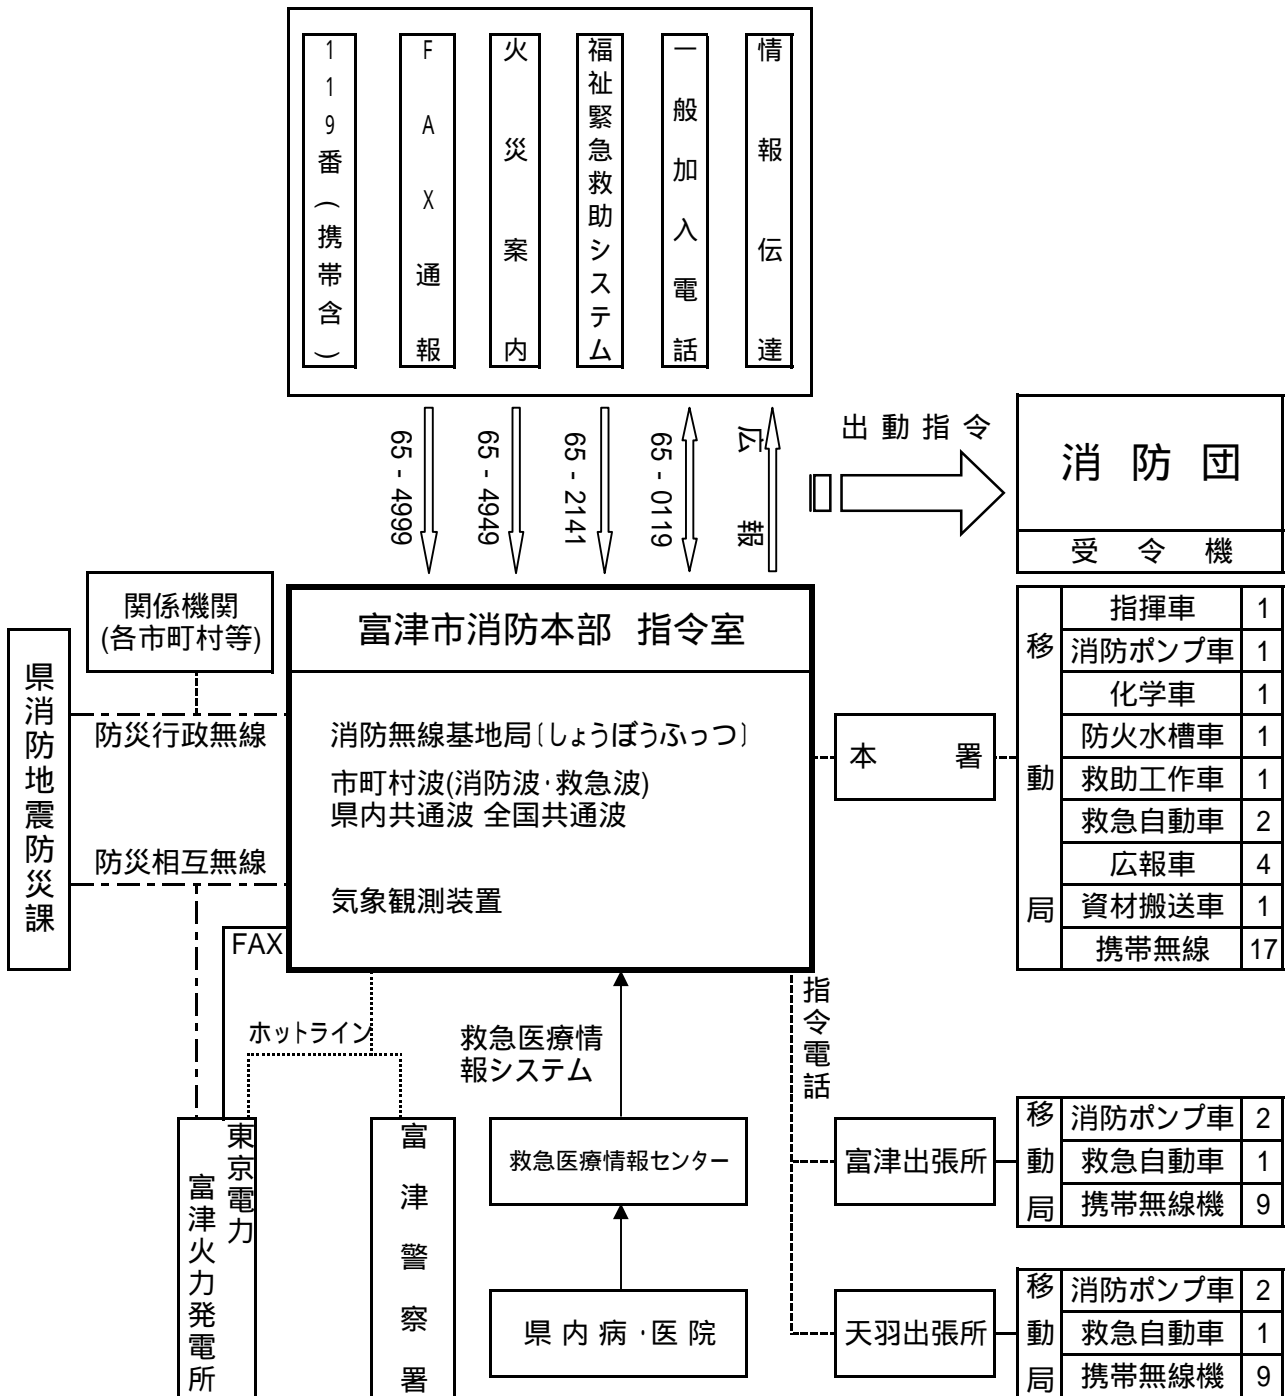 119番(携帯含)
FAX通報
火災案内
福祉緊急救助システム
一般加入電話
情報伝達
65-4999
65-4949
65-2141
65-0119
広報
出動指令
消防団
受令機
関係機関
(各市町村等)
県消防地震防災課
防災行政無線
防災相互無線
富津市消防本部 指令室
消防無線基地局〔しょうぼうふっつ〕
市町村波(消防波・救急波)
県内共通波 全国共通波
気象観測装置
本署
移動局
指揮車 1
消防ポンプ車 1
化学車 1
防火水槽車 1
救助工作車 1
救急自動車 2
広報車 4
資材搬送車 1
携帯無線 17
FAX
ホットライン
救急医療情
報システム
指令電話
東京電力
富津火力発電所
富津警察署
救急医療情報センター
県内病・医院
富津出張所
移動局
消防ポンプ車 2
救急自動車 1
携帯無線機 9
天羽出張所
移動局
消防ポンプ車 2
救急自動車 1
携帯無線機 9